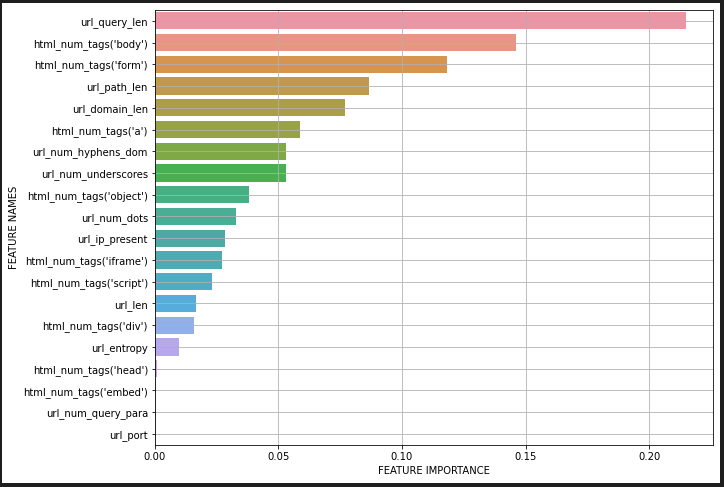 FEATURE NAMES
url_query_len
html_num_tags('body')
html_num_tags('form')
url_path_len
url_domain_len
html_num_tags('a')
url_num_hyphens_dom
url_num_underscores
html_num_tags('object')
url_num_dots
url_ip_present
html_num_tags('iframe')
html_num_tags('script')
url_len
html_num_tags('div')
url_entropy
html_num_tags('head')
html_num_tags('embed')
url_num_query_para
url_port
0.00 0.05 0.10 0.15 0.20
FEATURE IMPORTANCE